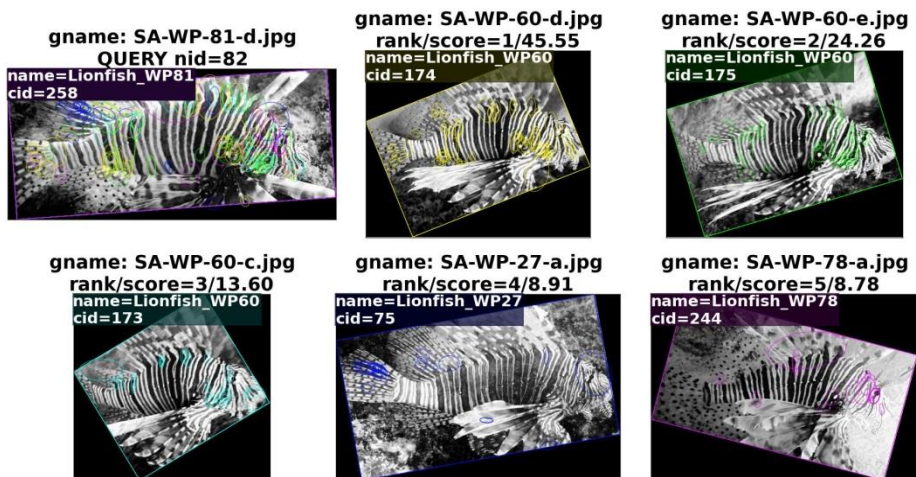 gname: SA-WP-81-d.jpg
QUERY nid=82
name=Lionfish_WP81
cid=258
gname: SA-WP-60-d.jpg
rank/score=1/45.55
name=Lionfish_WP60
cid=174
gname: SA-WP-60-e.jpg
rank/score=2/24.26
name=Lionfish_WP60
cid=175
gname: SA-WP-60-c.jpg
rank/score=3/13.60
name=Lionfish_WP60
cid=173
gname: SA-WP-27-a.jpg
rank/score=4/8.91
name=Lionfish_WP27
cid=75
gname: SA-WP-78-a.jpg
rank/score=5/8.78
name=Lionfish_WP78
cid=244